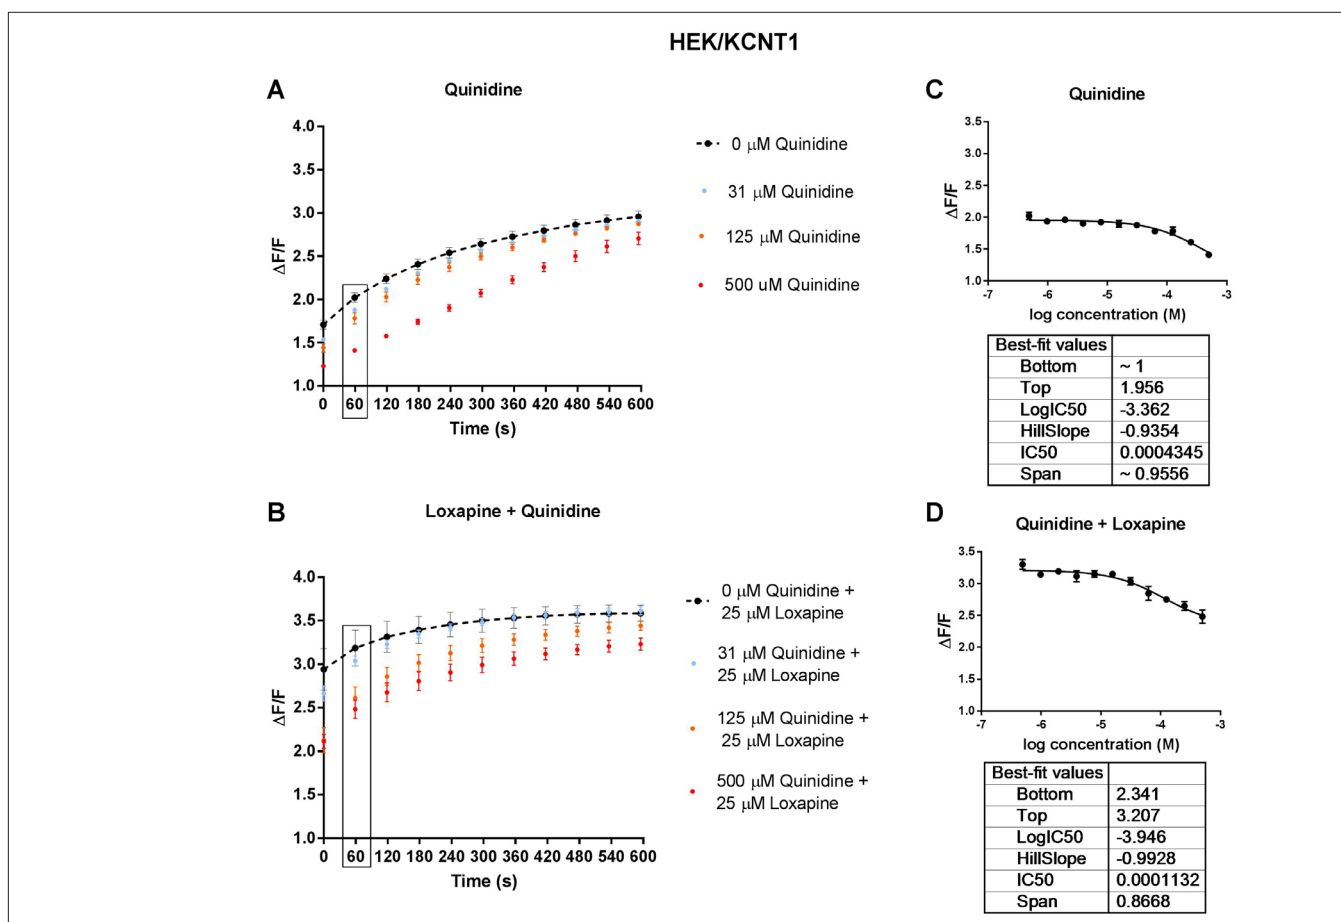 HEK/KCNT1
A
Quinidine
4.0
3.5
3.0
2.5
2.0
1.5
1.0
ΔF/F
0 60 120 180 240 300 360 420 480 540 600
Time (s)
0 μM Quinidine
31 μM Quinidine
125 μM Quinidine
500 uM Quinidine
B
Loxapine + Quinidine
4.0
3.5
3.0
2.5
2.0
1.5
1.0
ΔF/F
0 60 120 180 240 300 360 420 480 540 600
Time (s)
0 μM Quinidine +
25 μM Loxapine
31 μM Quinidine +
25 μM Loxapine
125 μM Quinidine +
25 μM Loxapine
500 μM Quinidine +
25 μM Loxapine
C
Quinidine
3.5
3.0
2.5
2.0
1.5
1.0
ΔF/F
-7 -6 -5 -4 -3
log concentration (M)
Best-fit values
Bottom ~ 1
Top 1.956
LogIC50 -3.362
HillSlope -0.9354
IC50 0.0004345
Span ~ 0.9556
D
Quinidine + Loxapine
3.5
3.0
2.5
2.0
1.5
1.0
ΔF/F
-7 -6 -5 -4 -3
log concentration (M)
Best-fit values
Bottom 2.341
Top 3.207
LogIC50 -3.946
HillSlope -0.9928
IC50 0.0001132
Span 0.8668